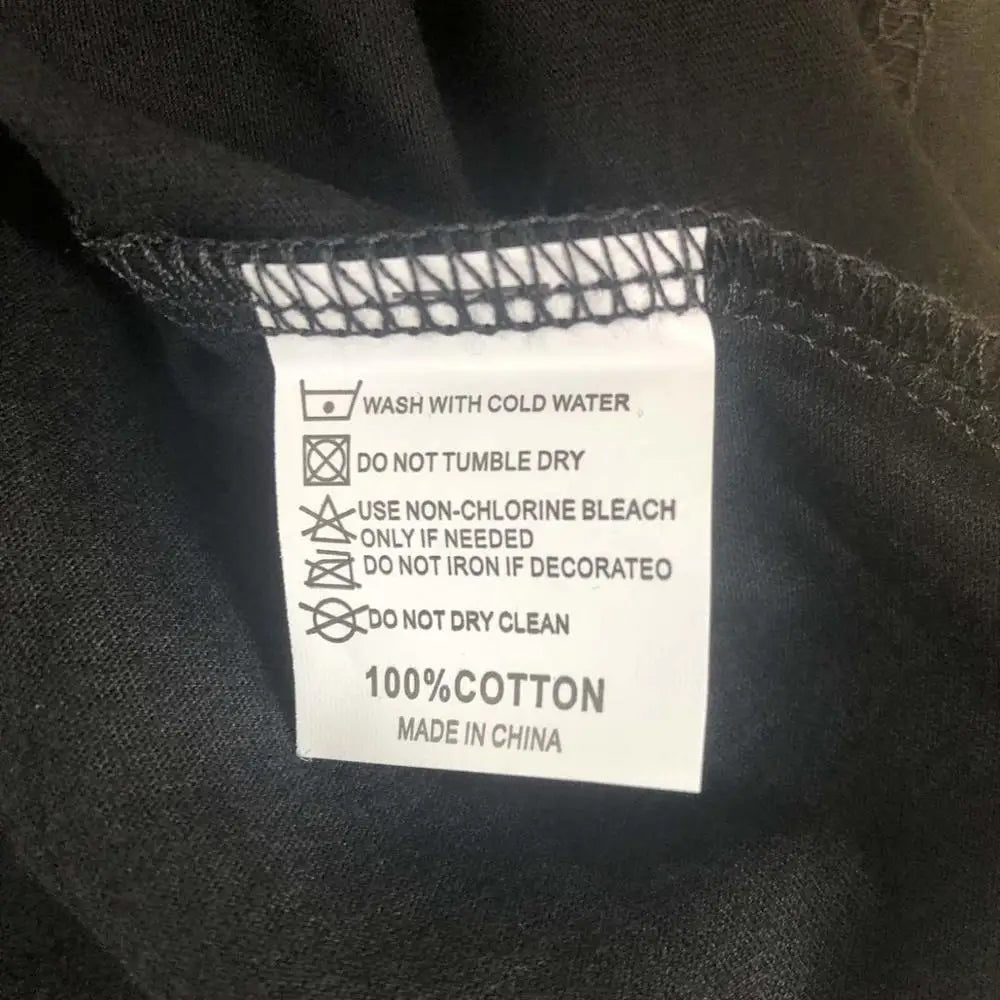 WASH WITH COLD WATER
DO NOT TUMBLE DRY
USE NON-CHLORINE BLEACH
ONLY IF NEEDED
DO NOT IRON IF DECORATEO
DO NOT DRY CLEAN
100%COTTON
MADE IN CHINA